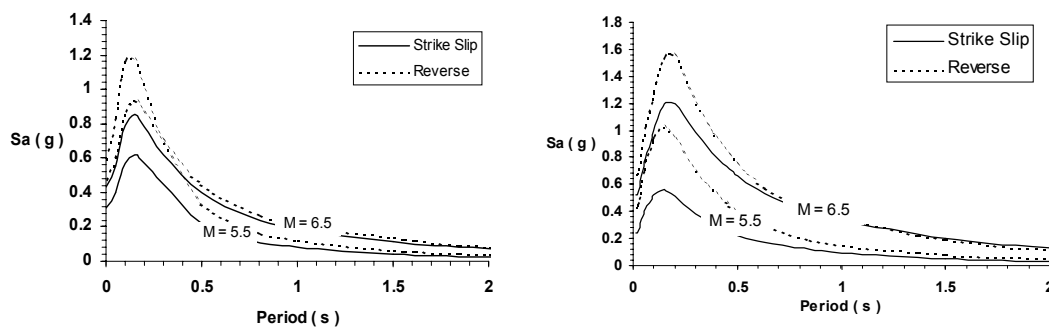 1.4
1.2
1
0.8
0.6
0.4
0.2
0
Sa ( g )
Strike Slip
Reverse
M = 6.5
M = 5.5
0 0.5 1 1.5 2
Period ( s )
1.8
1.6
1.4
1.2
1.0
0.8
0.6
0.4
0.2
0
Sa ( g )
Strike Slip
Reverse
M = 6.5
M = 5.5
0 0.5 1 1.5 2
Period ( s )